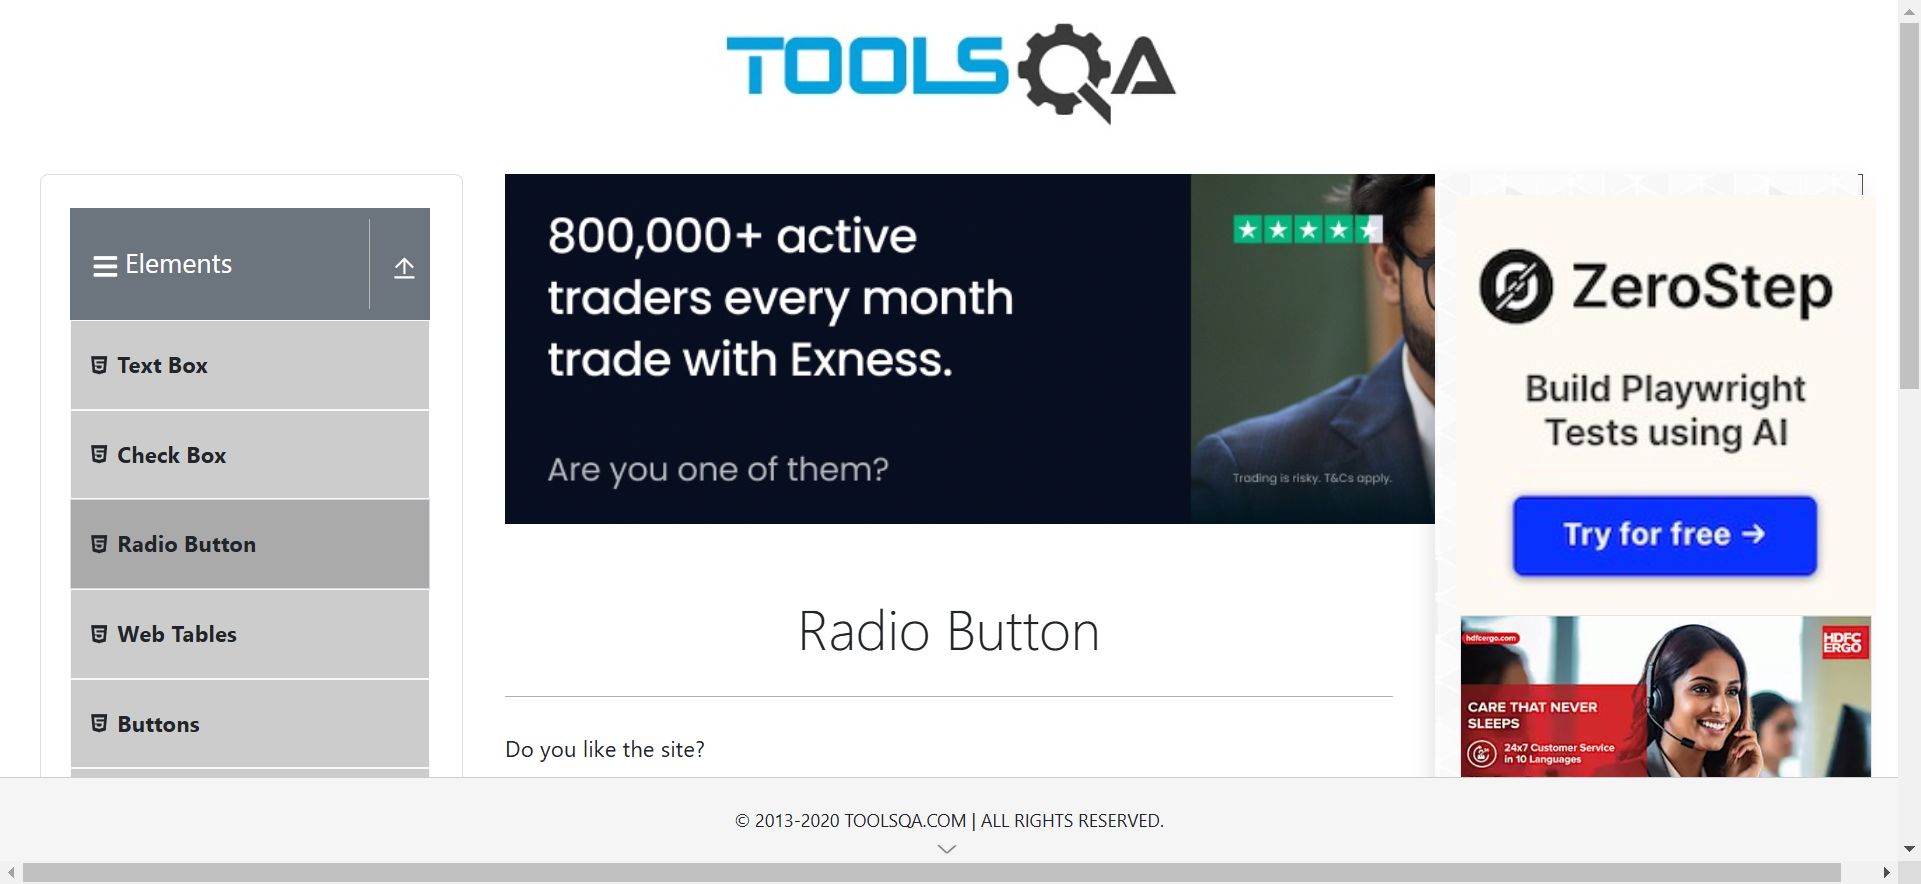 TOOLSQA
Elements
Text Box
Check Box
Radio Button
Web Tables
Buttons
800,000+ active
traders every month
trade with Exness.
Are you one of them?
Trading is risky. T&Cs apply.
Radio Button
Do you like the site?
ZeroStep
Build Playwright
Tests using AI
Try for free →
hdfcergo.com
HDFC
ERGO
CARE THAT NEVER
SLEEPS
24x7 Customer Service
in 10 Languages
© 2013-2020 TOOLSQA.COM | ALL RIGHTS RESERVED.